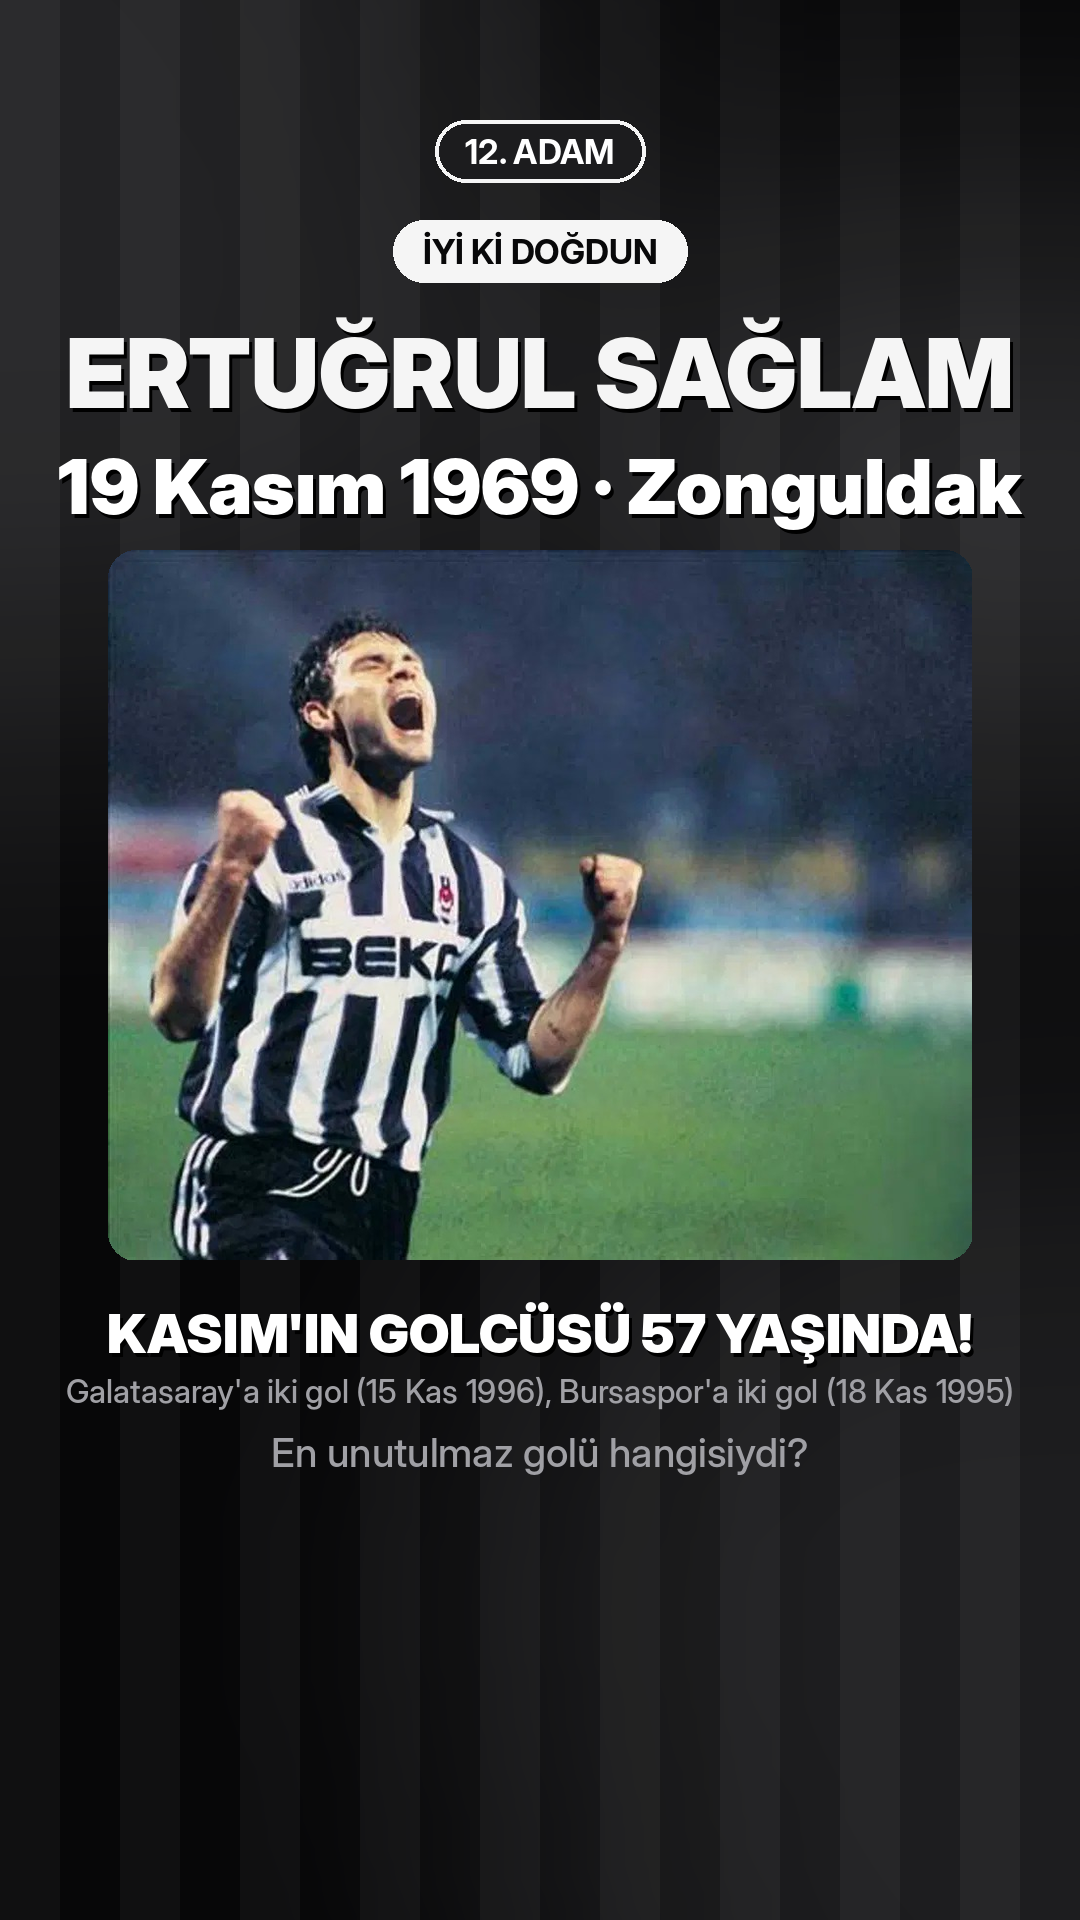 12. ADAM
İYİ Kİ DOĞDUN
ERTUĞRUL SAĞLAM
19 Kasım 1969 · Zonguldak
adidas
BEKO
KASIM'IN GOLCÜSÜ 57 YAŞINDA!
Galatasaray'a iki gol (15 Kas 1996), Bursaspor'a iki gol (18 Kas 1995)
En unutulmaz golü hangisiydi?